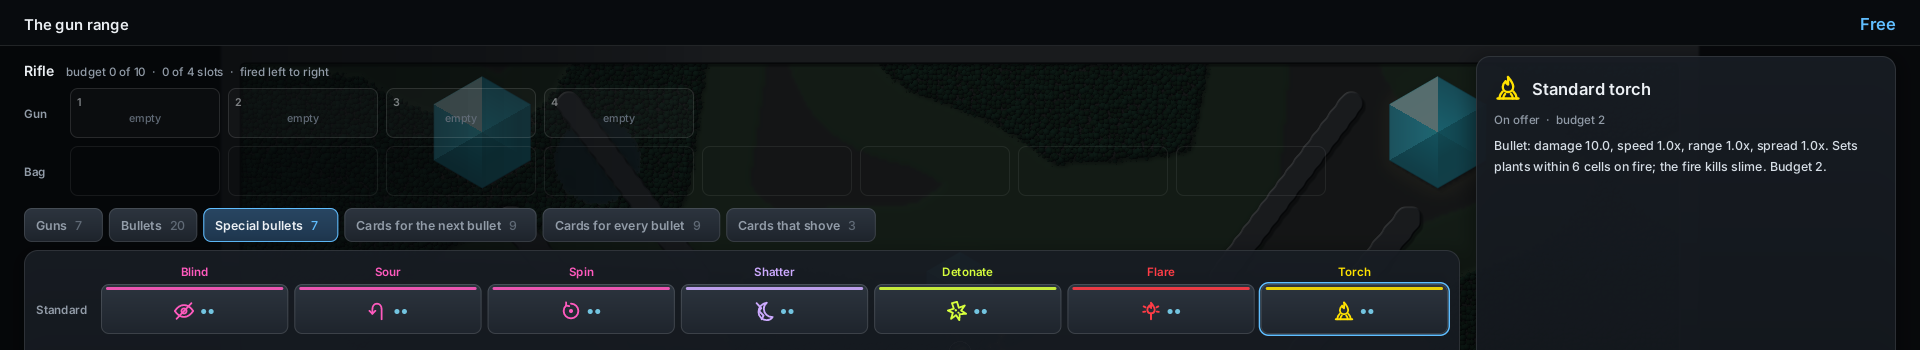 The gun range
Free
Rifle budget 0 of 10 · 0 of 4 slots · fired left to right
Gun
1 empty
2 empty
3 empty
4 empty
Bag
Guns 7
Bullets 20
Special bullets 7
Cards for the next bullet 9
Cards for every bullet 9
Cards that shove 3
Blind
Sour
Spin
Shatter
Detonate
Flare
Torch
Standard
Standard torch
On offer · budget 2
Bullet: damage 10.0, speed 1.0x, range 1.0x, spread 1.0x. Sets
plants within 6 cells on fire; the fire kills slime. Budget 2.